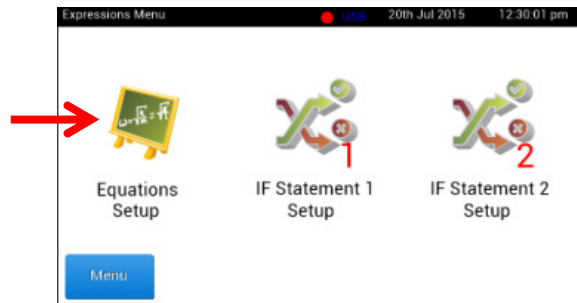 Expressions Menu USB 20th Jul 2015 12:30:01 pm
1 2
Equations IF Statement 1 IF Statement 2
Setup Setup Setup
Menu